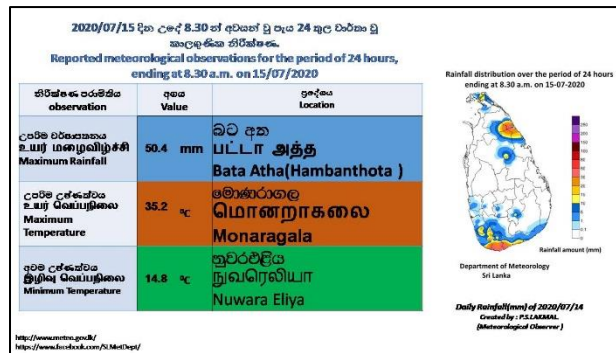 2020/07/15 දින උදේ 8.30 න් අවසන් වූ පැය 24 තුල වාර්තා වූ
කාලගුණික නිරීක්ෂණ.
Reported meteorological observations for the period of 24 hours,
ending at 8.30 a.m. on 15/07/2020
නිරීක්ෂණ පරාමිතිය
observation
අගය
Value
ප්‍රදේශය
Location
උපරිම වර්ෂාපතනය
உயர் மழைவீழ்ச்சி
Maximum Rainfall
50.4 mm
බට අත
பட்டா அத்த
Bata Atha(Hambanthota )
උපරිම උෂ්ණත්වය
உயர் வெப்பநிலை
Maximum
Temperature
35.2 °C
මොණරාගල
மொனறாகலை
Monaragala
අවම උෂ්ණත්වය
இழிவு வெப்பநிலை
Minimum Temperature
14.8 °C
නුවරඑළිය
நுவரெலியா
Nuwara Eliya
http://www.meteo.gov.lk/
https://www.facebook.com/SLMetDept/
Rainfall distribution over the period of 24 hours
ending at 8.30 a.m. on 15-07-2020
Rainfall amount (mm)
Department of Meteorology
Sri Lanka
Daily Rainfall(mm) of 2020/07/14
Created by : P.S.LAKMAL.
(Meteorological Observer )